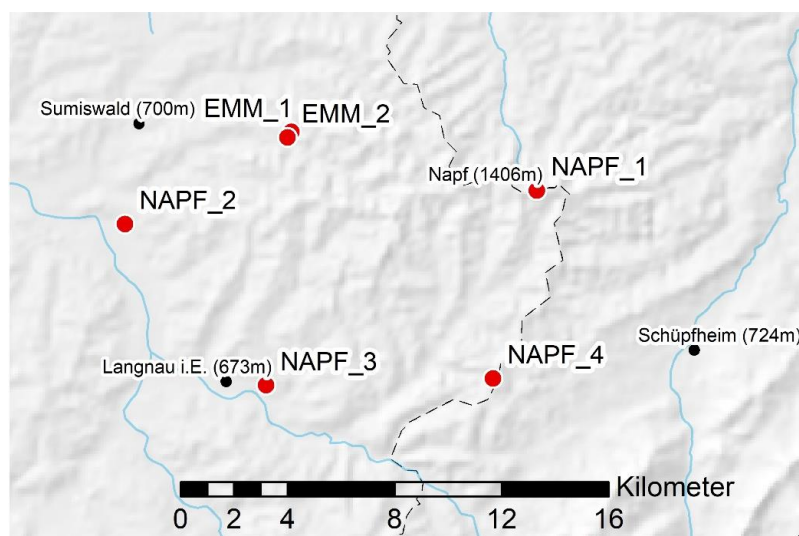 EMM_1
EMM_2
Sumiswald (700m)
Napf (1406m)
NAPF_1
NAPF_2
Schüpfheim (724m)
NAPF_3
NAPF_4
Langnau i.E. (673m)
Kilometer
0 2 4 8 12 16